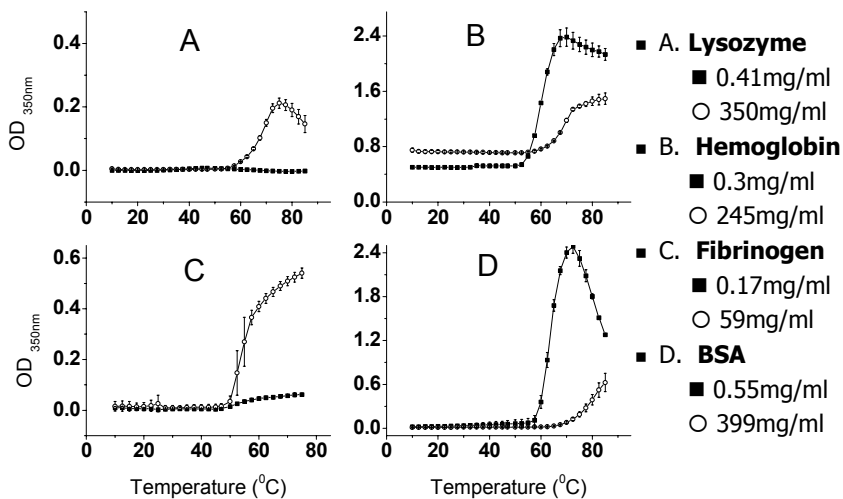 A
0.4
0.2
0.0
OD 350nm
0 20 40 60 80
B
2.4
1.6
0.8
0.0
0 20 40 60 80
C
0.6
0.4
0.2
0.0
OD 350nm
0 20 40 60 80
Temperature (⁰C)
D
2.4
1.8
1.2
0.6
0.0
0 20 40 60 80
Temperature (⁰C)
■ A. Lysozyme
■ 0.41mg/ml
○ 350mg/ml
■ B. Hemoglobin
■ 0.3mg/ml
○ 245mg/ml
■ C. Fibrinogen
■ 0.17mg/ml
○ 59mg/ml
■ D. BSA
■ 0.55mg/ml
○ 399mg/ml